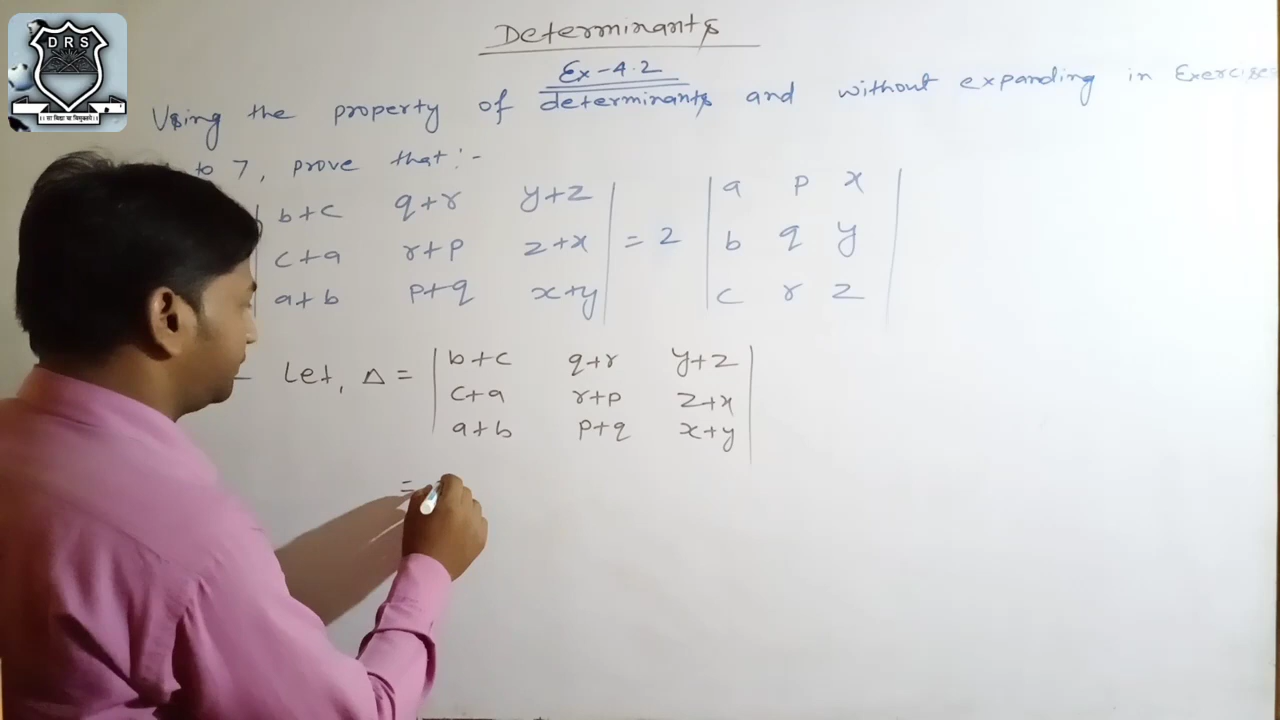 DRS
|| सा विद्या या विमुक्तये ||
Determinants
Ex-4.2
Using the property of determinants and without expanding in Exercises
to 7, prove that:-
| b+c q+r y+z | = 2 | a p x |
| c+a r+p z+x | | b q y |
| a+b p+q x+y | | c r z |
Let, Δ = | b+c q+r y+z |
| c+a r+p z+x |
| a+b p+q x+y |
=